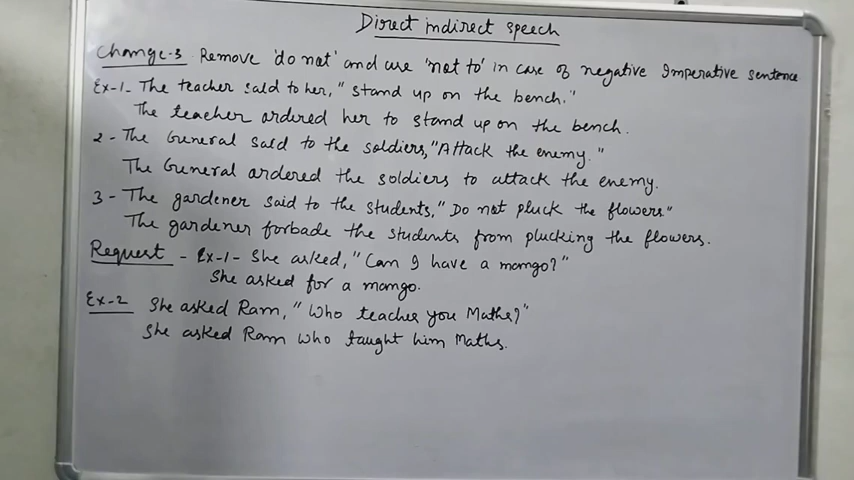 Direct indirect speech
Change-3 Remove 'do not' and use 'not to' in case of negative Imperative sentence
Ex-1- The teacher said to her, "Stand up on the bench."
The teacher ordered her to stand up on the bench.
2 - The General said to the soldiers, "Attack the enemy."
The General ordered the soldiers to attack the enemy.
3 - The gardener said to the students, "Do not pluck the flowers"
The gardener forbade the students from plucking the flowers.
Request - Ex-1- She asked, "Can I have a mango?"
She asked for a mango.
Ex-2 She asked Ram, "Who teaches you Maths?"
She asked Ram who taught him Maths.